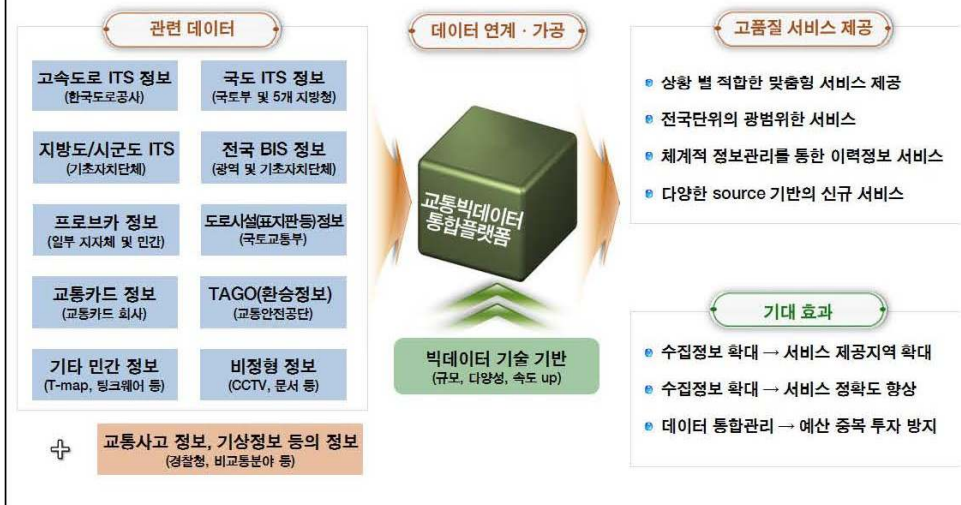 관련 데이터
고속도로 ITS 정보
(한국도로공사)
국도 ITS 정보
(국토부 및 5개 지방청)
지방도/시군도 ITS
(기초자치단체)
전국 BIS 정보
(광역 및 기초자치단체)
프로브카 정보
(일부 지자체 및 민간)
도로시설(표지판등)정보
(국토교통부)
교통카드 정보
(교통카드 회사)
TAGO(환승정보)
(교통안전공단)
기타 민간 정보
(T-map, 팅크웨어 등)
비정형 정보
(CCTV, 문서 등)
교통사고 정보, 기상정보 등의 정보
(경찰청, 비교통분야 등)
데이터 연계 · 가공
교통빅데이터
통합플랫폼
빅데이터 기술 기반
(규모, 다양성, 속도 up)
고품질 서비스 제공
상황 별 적합한 맞춤형 서비스 제공
전국단위의 광범위한 서비스
체계적 정보관리를 통한 이력정보 서비스
다양한 source 기반의 신규 서비스
기대 효과
수집정보 확대 → 서비스 제공지역 확대
수집정보 확대 → 서비스 정확도 향상
데이터 통합관리 → 예산 중복 투자 방지